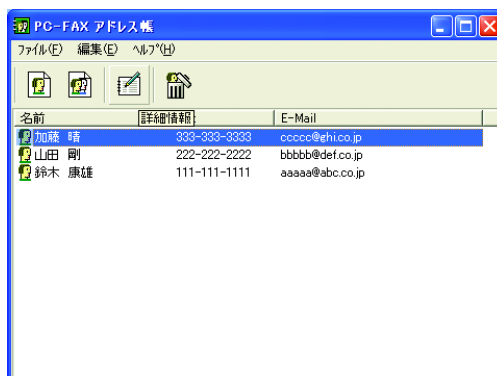 PC-FAX アドレス帳
ファイル(F) 編集(E) ヘルプ(H)
名前 詳細情報 E-Mail
加藤 晴 333-333-3333 ccccc@ghi.co.jp
山田 剛 222-222-2222 bbbbb@def.co.jp
鈴木 康雄 111-111-1111 aaaaa@abc.co.jp